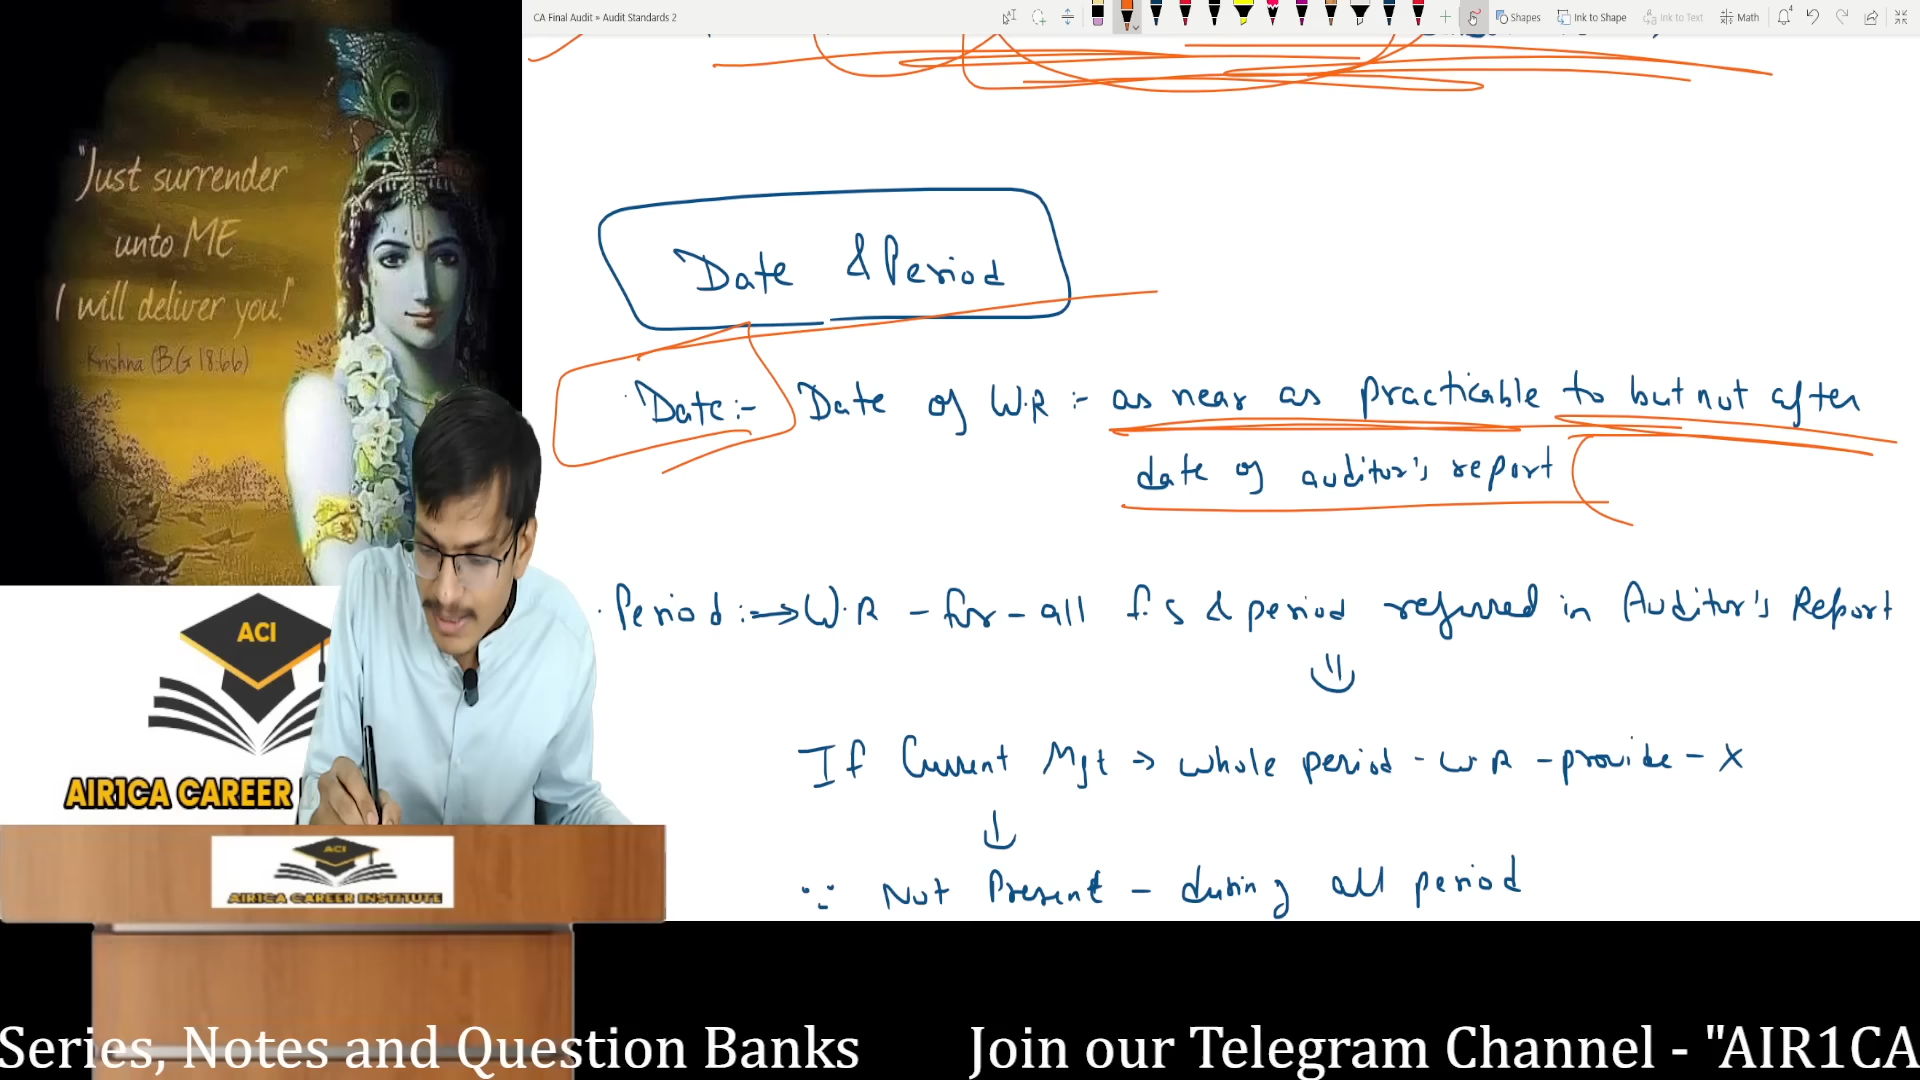 CA Final Audit » Audit Standards 2
Shapes
Ink to Shape
Ink to Text
Math
"Just surrender
unto ME
I will deliver you!"
-Krishna (B.G 18:66)
Date & Period
Date:- Date of W.R :- as near as practicable to but not after
date of auditor's report
Period :→ W.R - for - all f.s & period referred in Auditor's Report
If Current Mgt → whole period - W R - provide - X
∵ Not Present - during all period
ACI
AIR1CA CAREER
ACI
AIR1CA CAREER INSTITUTE
Series, Notes and Question Banks Join our Telegram Channel - "AIR1CA